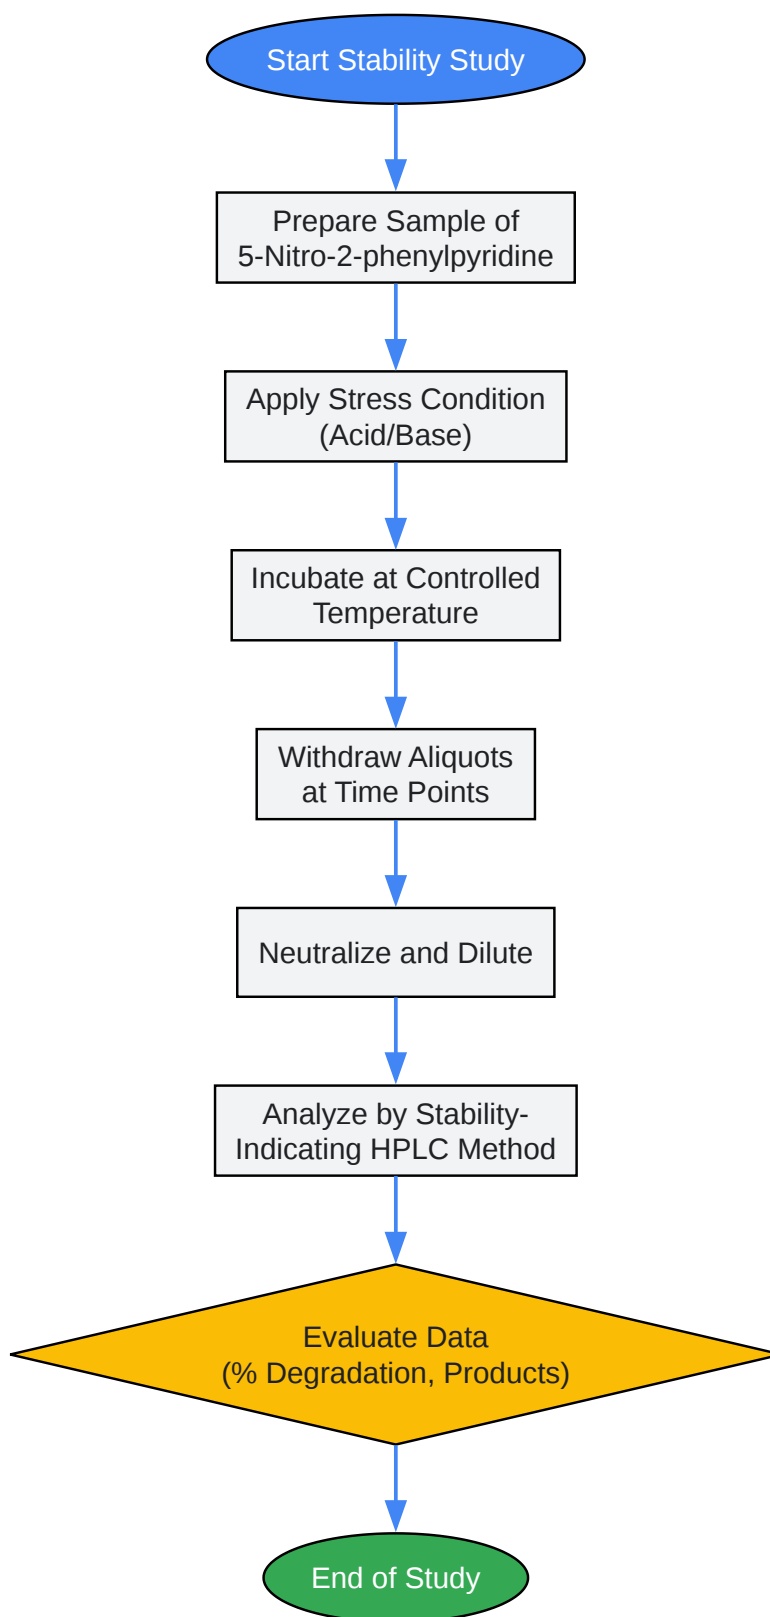 Start Stability Study
Prepare Sample of
5-Nitro-2-phenylpyridine
Apply Stress Condition
(Acid/Base)
Incubate at Controlled
Temperature
Withdraw Aliquots
at Time Points
Neutralize and Dilute
Analyze by Stability-
Indicating HPLC Method
Evaluate Data
(% Degradation, Products)
End of Study